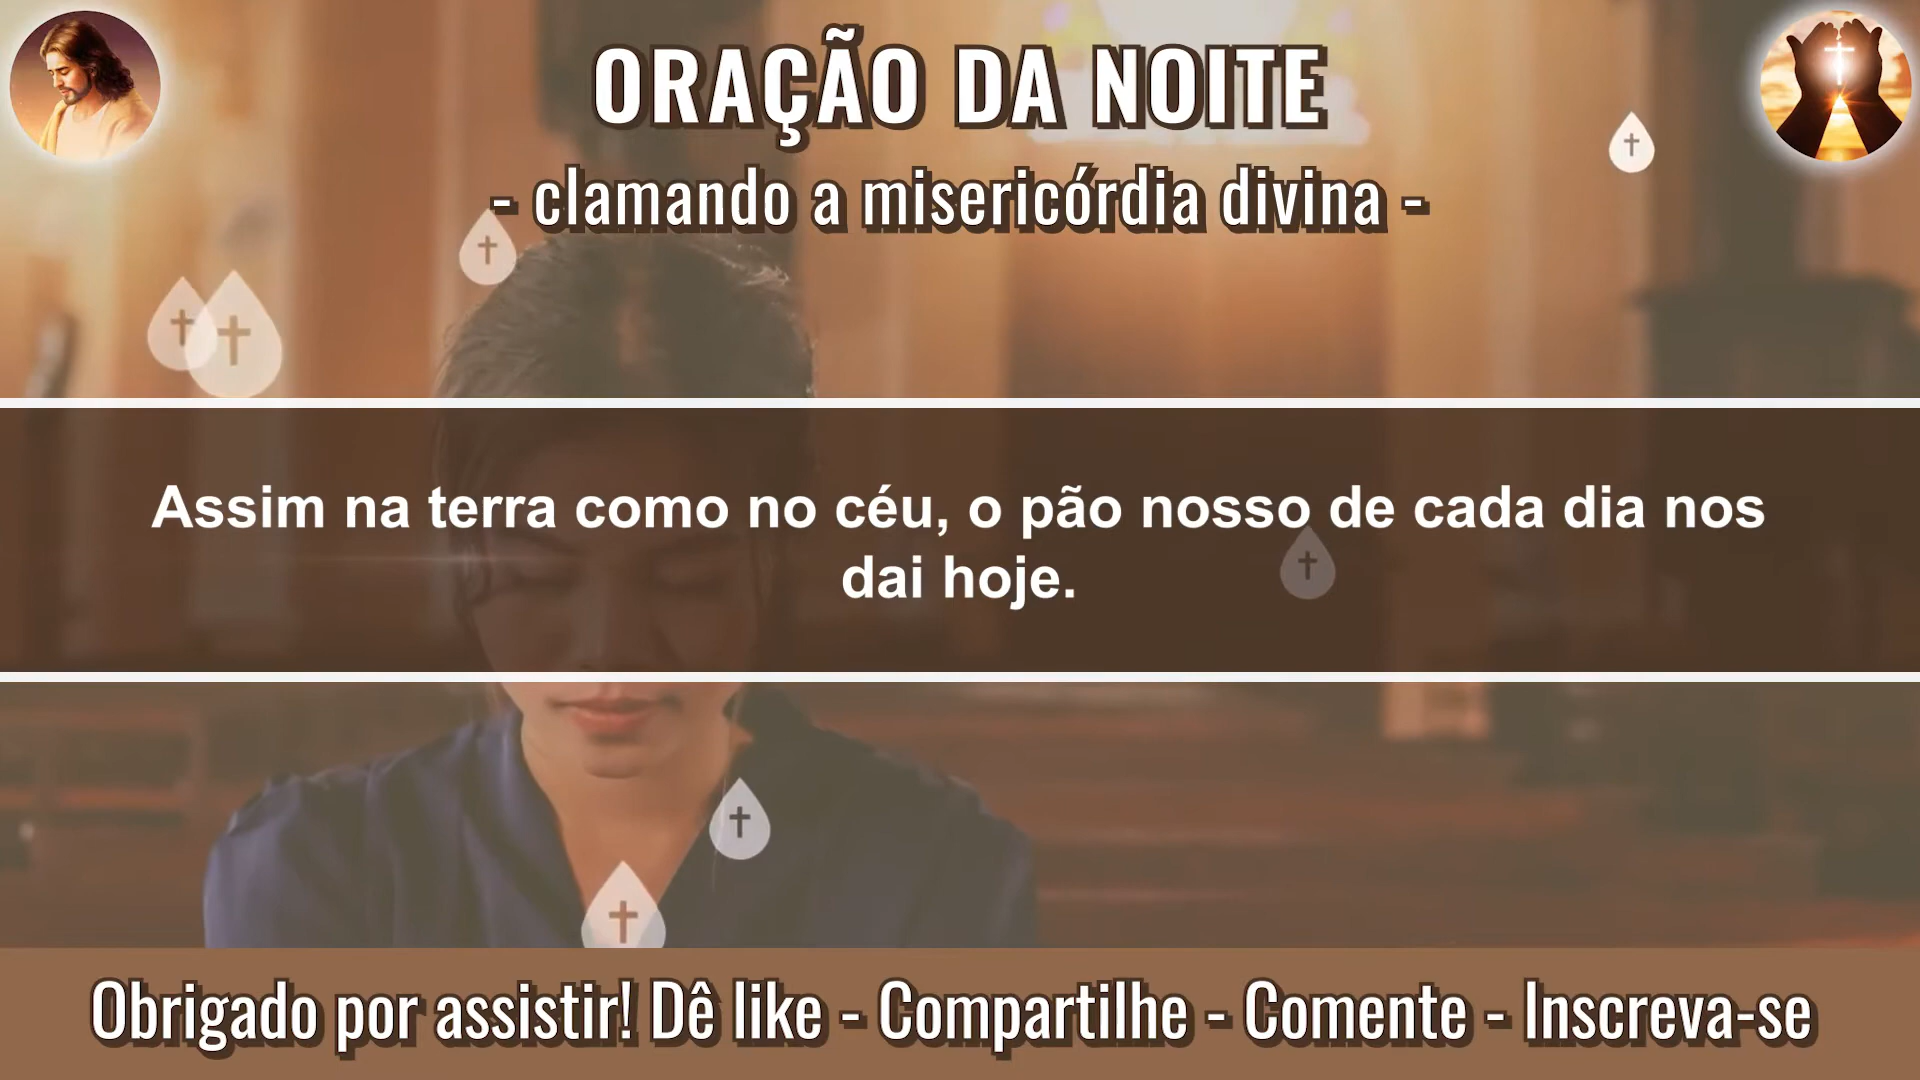 ORAÇÃO DA NOITE
- clamando a misericórdia divina -
Assim na terra como no céu, o pão nosso de cada dia nos
dai hoje.
Obrigado por assistir! Dê like - Compartilhe - Comente - Inscreva-se